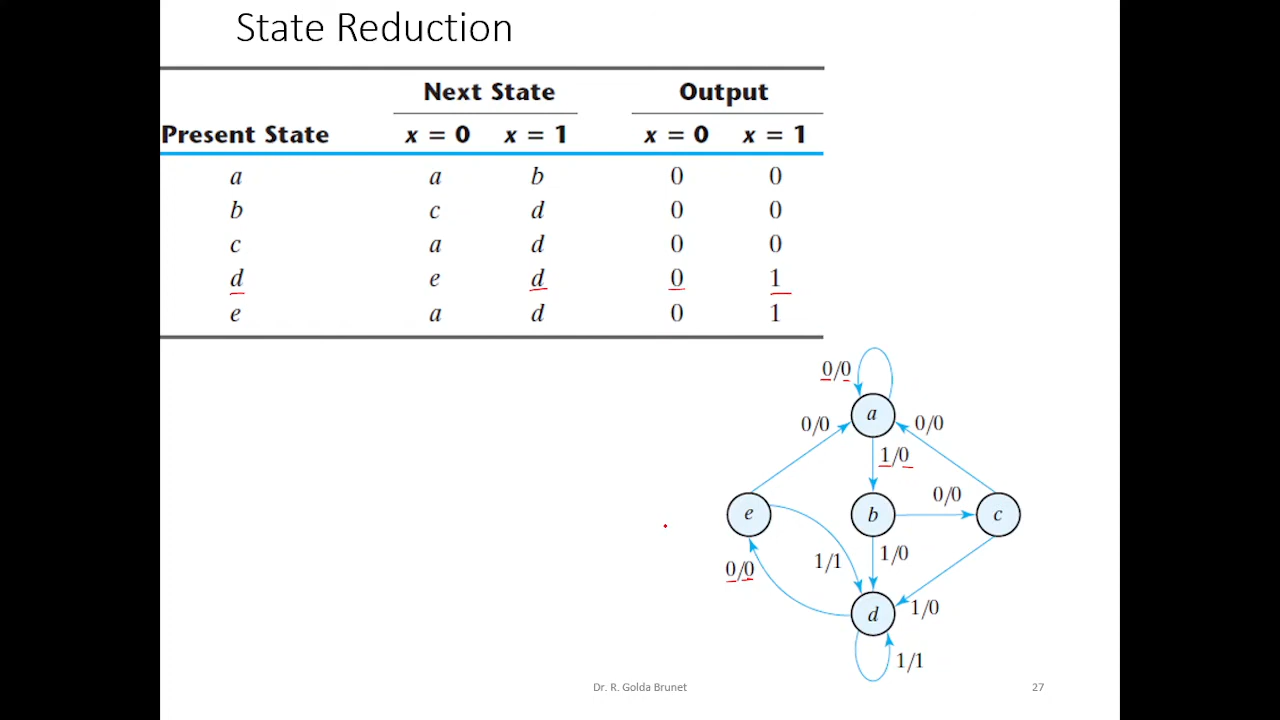 State Reduction
Next State Output
Present State x = 0 x = 1 x = 0 x = 1
a a b 0 0
b c d 0 0
c a d 0 0
d e d 0 1
e a d 0 1
0/0
a
0/0 0/0
1/0
0/0
e b c
1/0
1/1
0/0
d 1/0
1/1
Dr. R. Golda Brunet 27